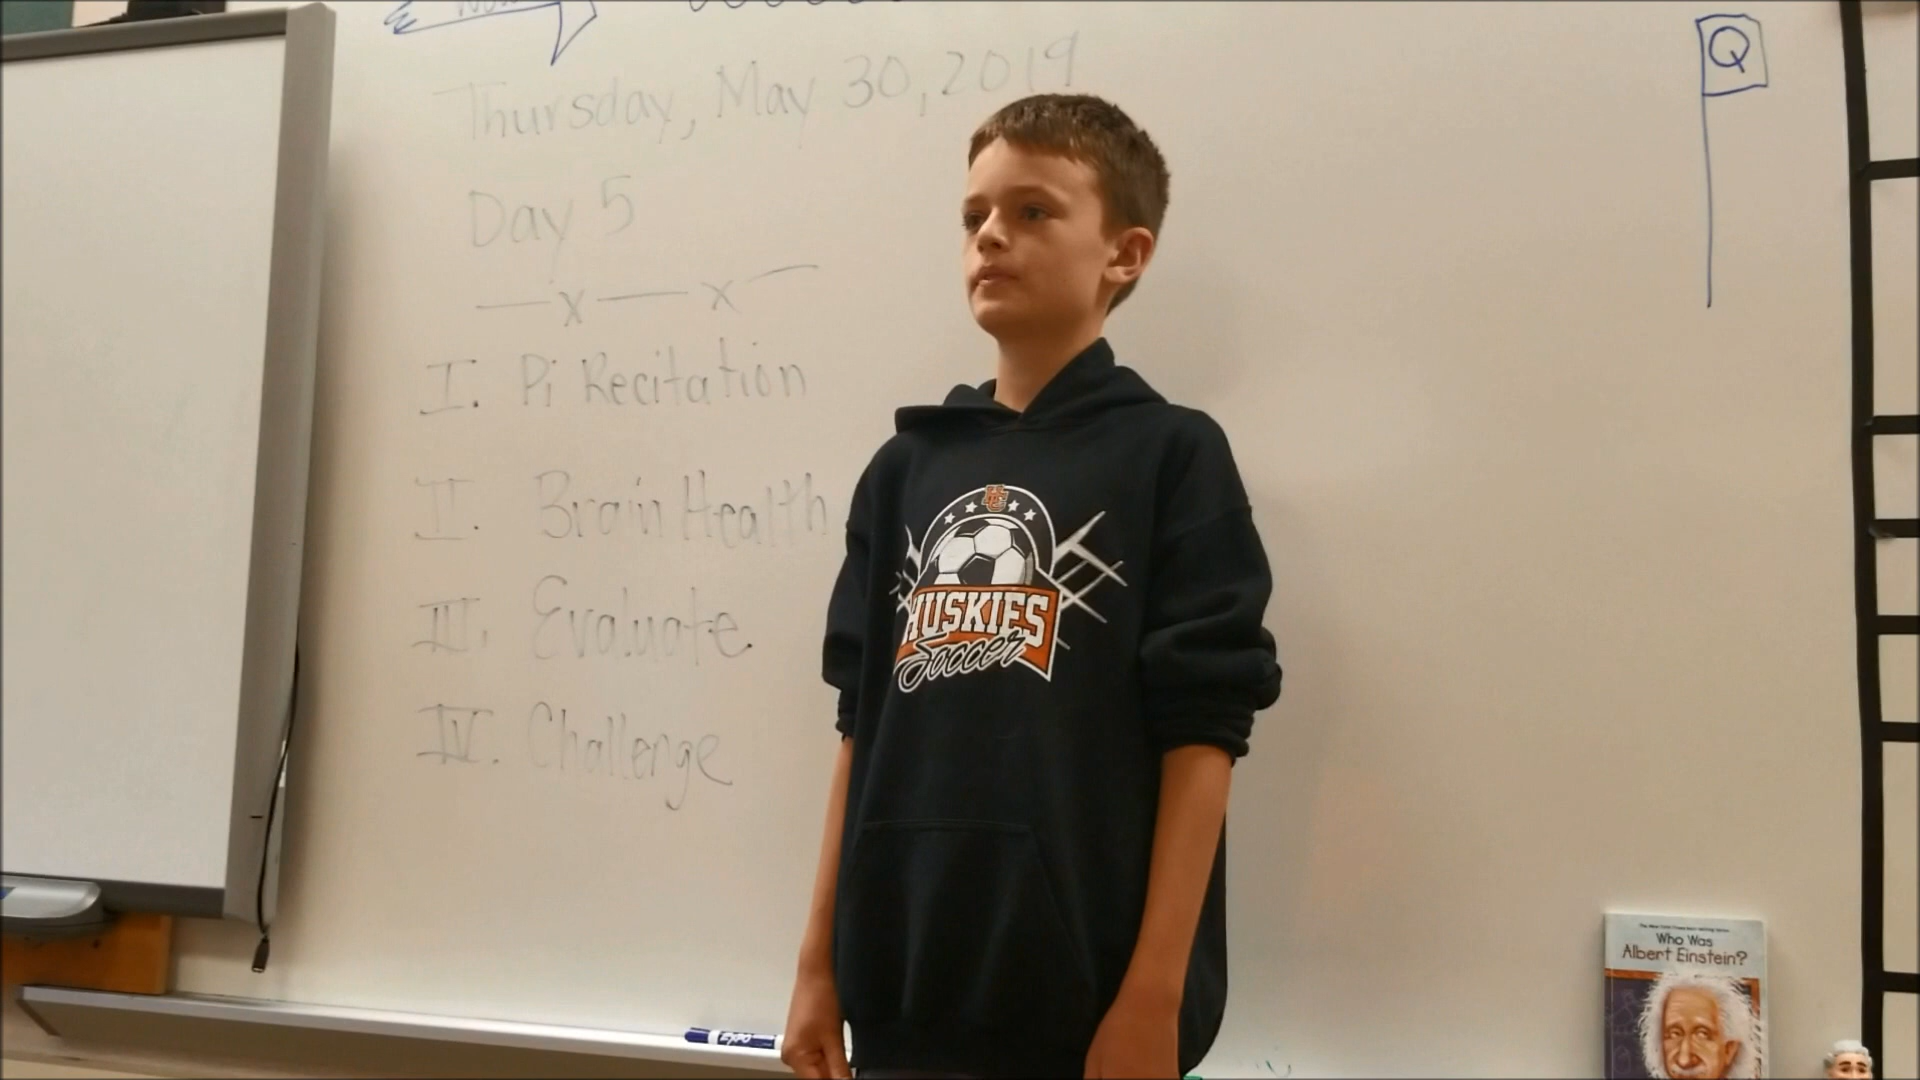 Thursday, May 30, 2019
Day 5
I. Pi Recitation
II. Brain Health
III. Evaluate
IV. Challenge
Q
HC
HUSKIES
Soccer
EXPO
Who Was
Albert Einstein?